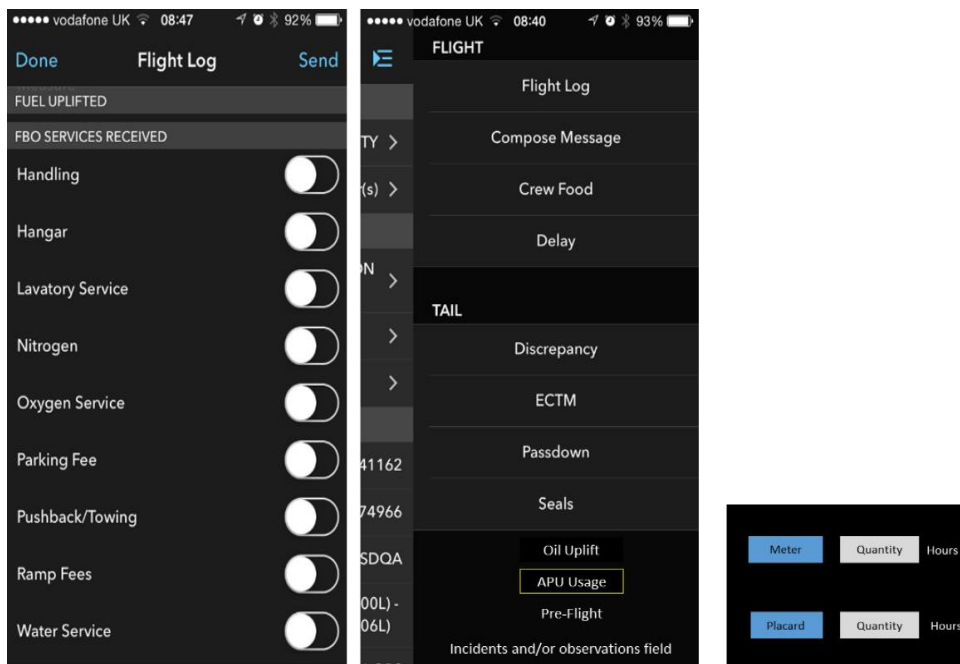 vodafone UK 08:47 92%
Done Flight Log Send
FUEL UPLIFTED
FBO SERVICES RECEIVED
Handling
Hangar
Lavatory Service
Nitrogen
Oxygen Service
Parking Fee
Pushback/Towing
Ramp Fees
Water Service
vodafone UK 08:40 93%
FLIGHT
Flight Log
TY Compose Message
(s) Crew Food
Delay
ON
TAIL
Discrepancy
ECTM
Passdown
41162
Seals
74966
Oil Uplift
SDQA
APU Usage
00L) -
Pre-Flight
06L)
Incidents and/or observations field
Meter Quantity Hours
Placard Quantity Hours